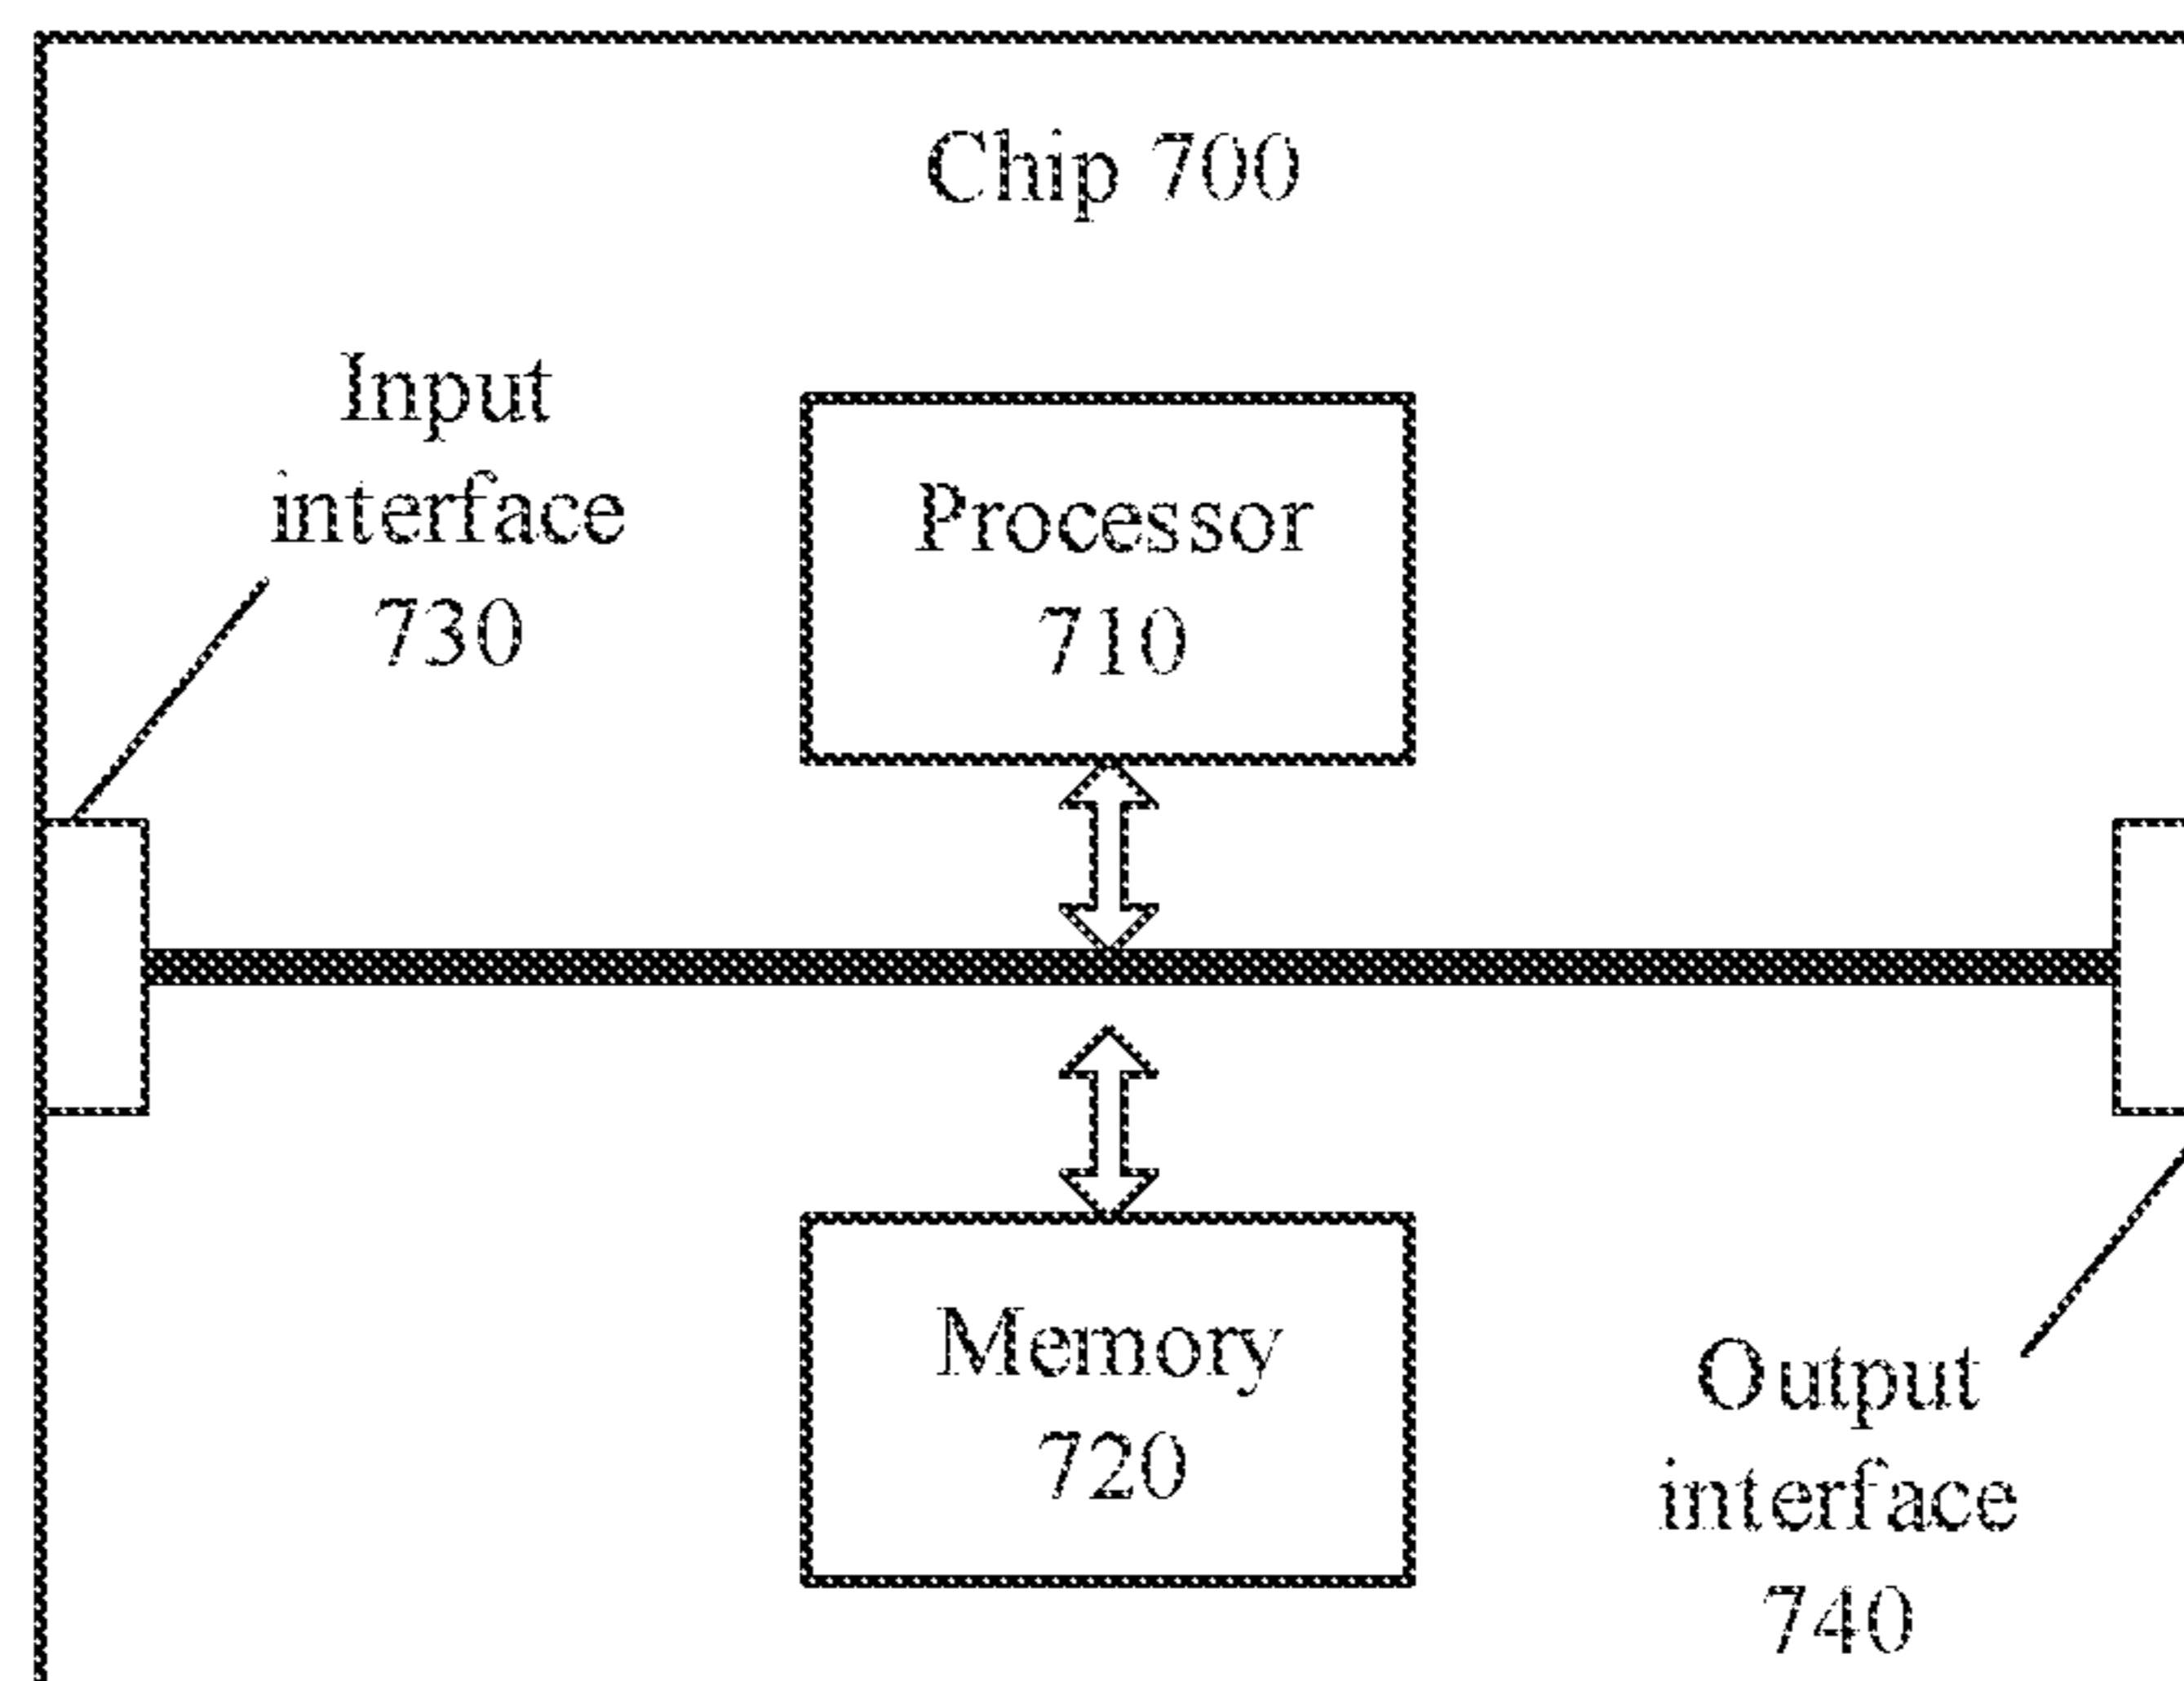 Chip 700
Input
interface
730
Processor
710
Memory
720
Output
interface
740